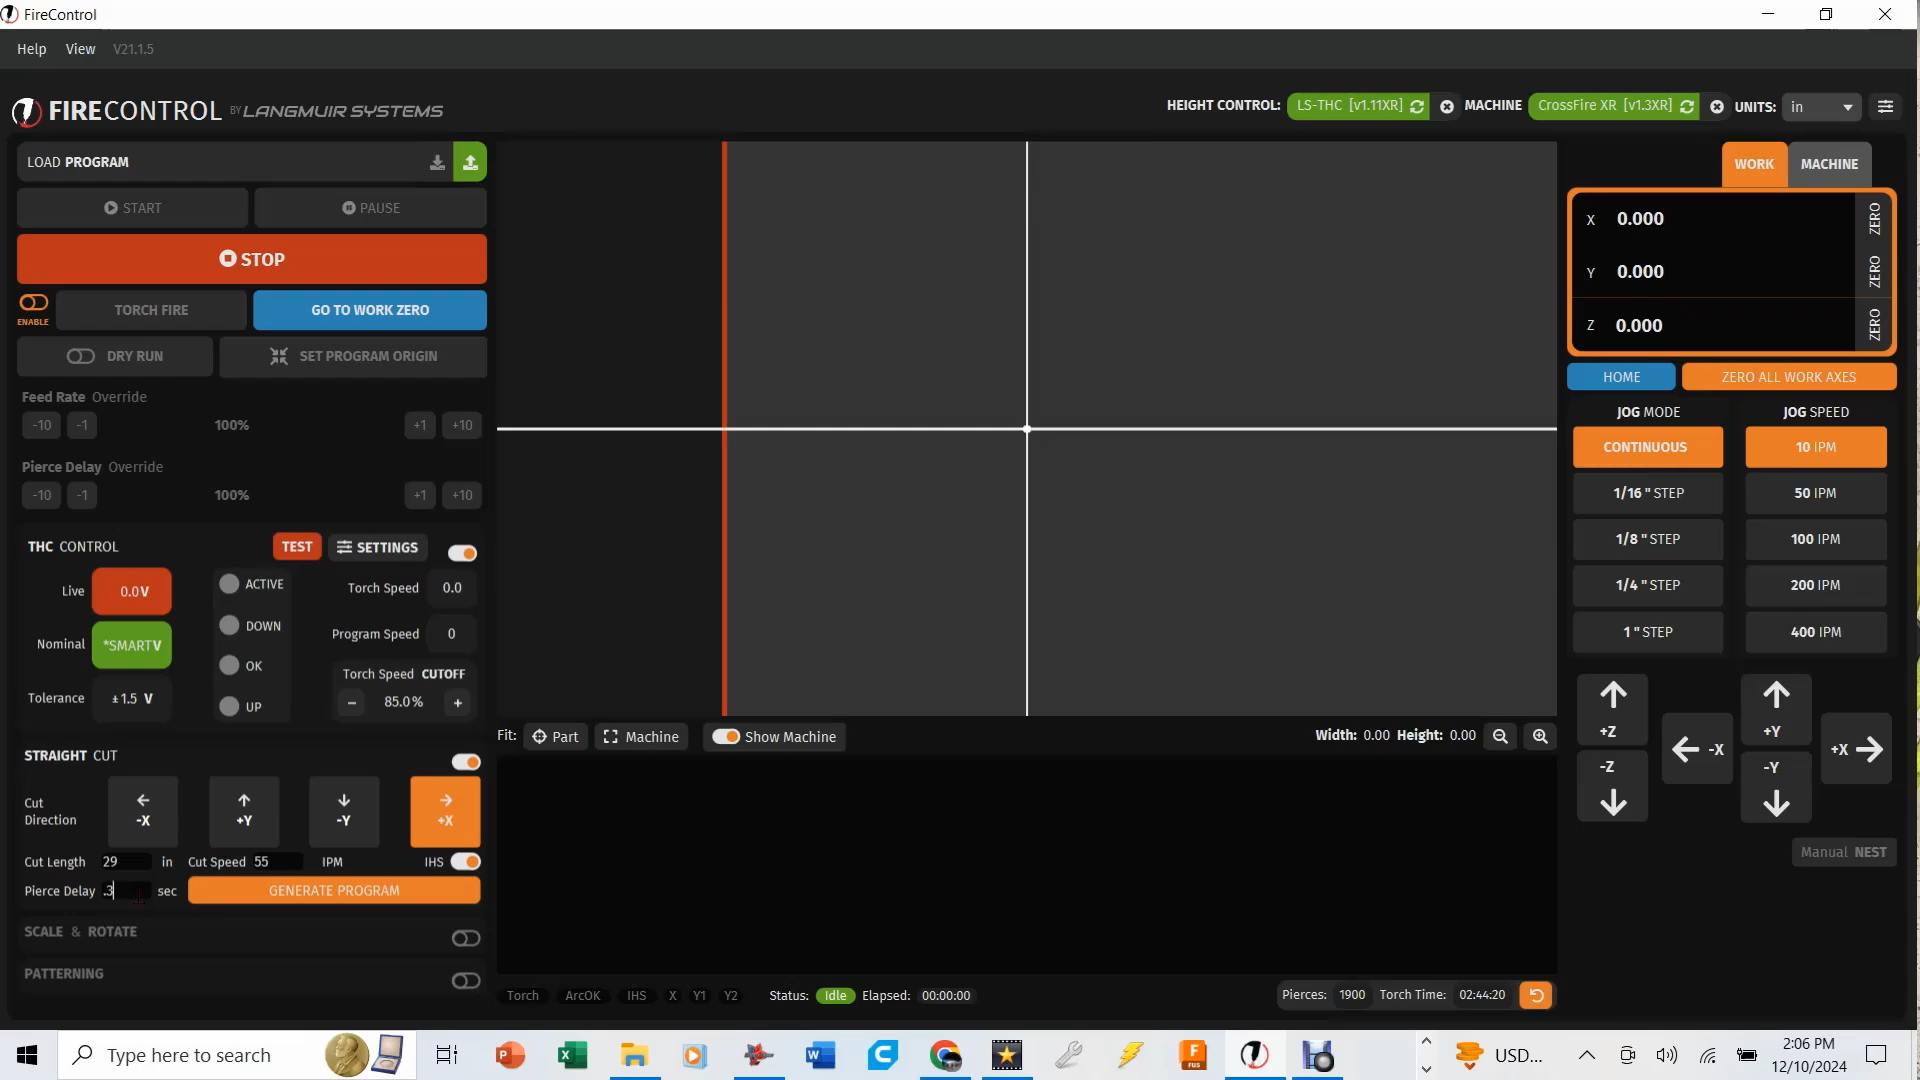 FireControl
Help View V21.1.5
FIRECONTROL BY LANGMUIR SYSTEMS
HEIGHT CONTROL: LS-THC [v1.11XR] MACHINE CrossFire XR [v1.3XR] UNITS: in
LOAD PROGRAM
START PAUSE
STOP
ENABLE TORCH FIRE GO TO WORK ZERO
DRY RUN SET PROGRAM ORIGIN
Feed Rate Override
-10 -1 100% +1 +10
Pierce Delay Override
-10 -1 100% +1 +10
THC CONTROL TEST SETTINGS
Live 0.0 V ACTIVE Torch Speed 0.0
Nominal *SMART V DOWN Program Speed 0
OK
Torch Speed CUTOFF
Tolerance ± 1.5 V UP - 85.0 % +
STRAIGHT CUT
Cut Direction
-X +Y -Y +X
Cut Length 29 in Cut Speed 55 IPM IHS
Pierce Delay .3 sec GENERATE PROGRAM
SCALE & ROTATE
PATTERNING
Fit: Part Machine Show Machine Width: 0.00 Height: 0.00
Torch ArcOK IHS X Y1 Y2 Status: Idle Elapsed: 00:00:00
Pierces: 1900 Torch Time: 02:44:20
WORK MACHINE
X 0.000 ZERO
Y 0.000 ZERO
Z 0.000 ZERO
HOME ZERO ALL WORK AXES
JOG MODE JOG SPEED
CONTINUOUS 10 IPM
1/16 " STEP 50 IPM
1/8 " STEP 100 IPM
1/4 " STEP 200 IPM
1 " STEP 400 IPM
+Z +Y
-X +X
-Z -Y
Manual NEST
Type here to search
USD...
2:06 PM
12/10/2024